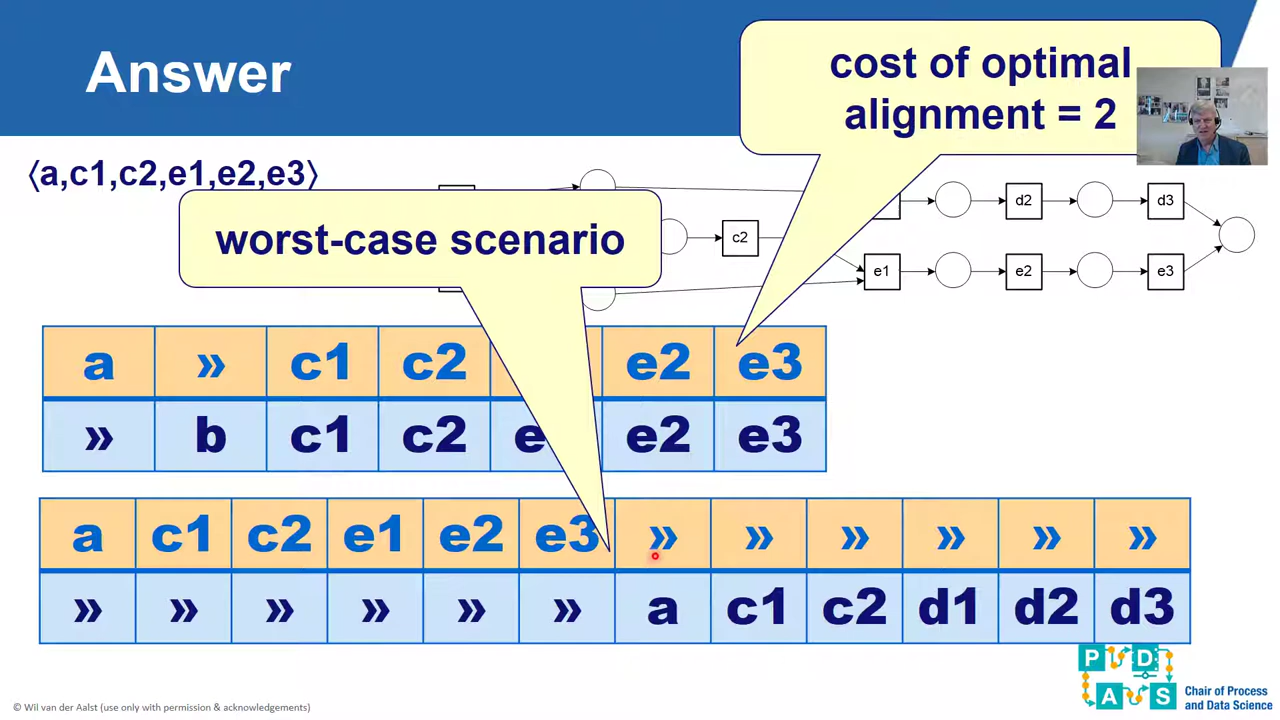 Answer
cost of optimal
alignment = 2
⟨a,c1,c2,e1,e2,e3⟩
worst-case scenario
d2
d3
c2
e1
e2
e3
a » c1 c2 e2 e3
» b c1 c2 e e2 e3
a c1 c2 e1 e2 e3 » » » » » »
» » » » » » a c1 c2 d1 d2 d3
P D
A S
Chair of Process
and Data Science
© Wil van der Aalst (use only with permission & acknowledgements)